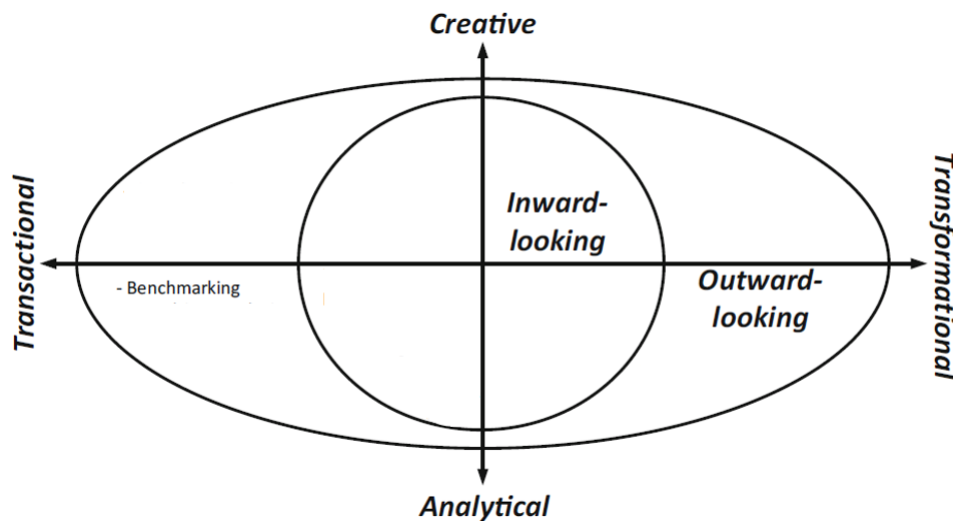 Creative
Transactional
Inward-
looking
Transformational
- Benchmarking
Outward-
looking
Analytical